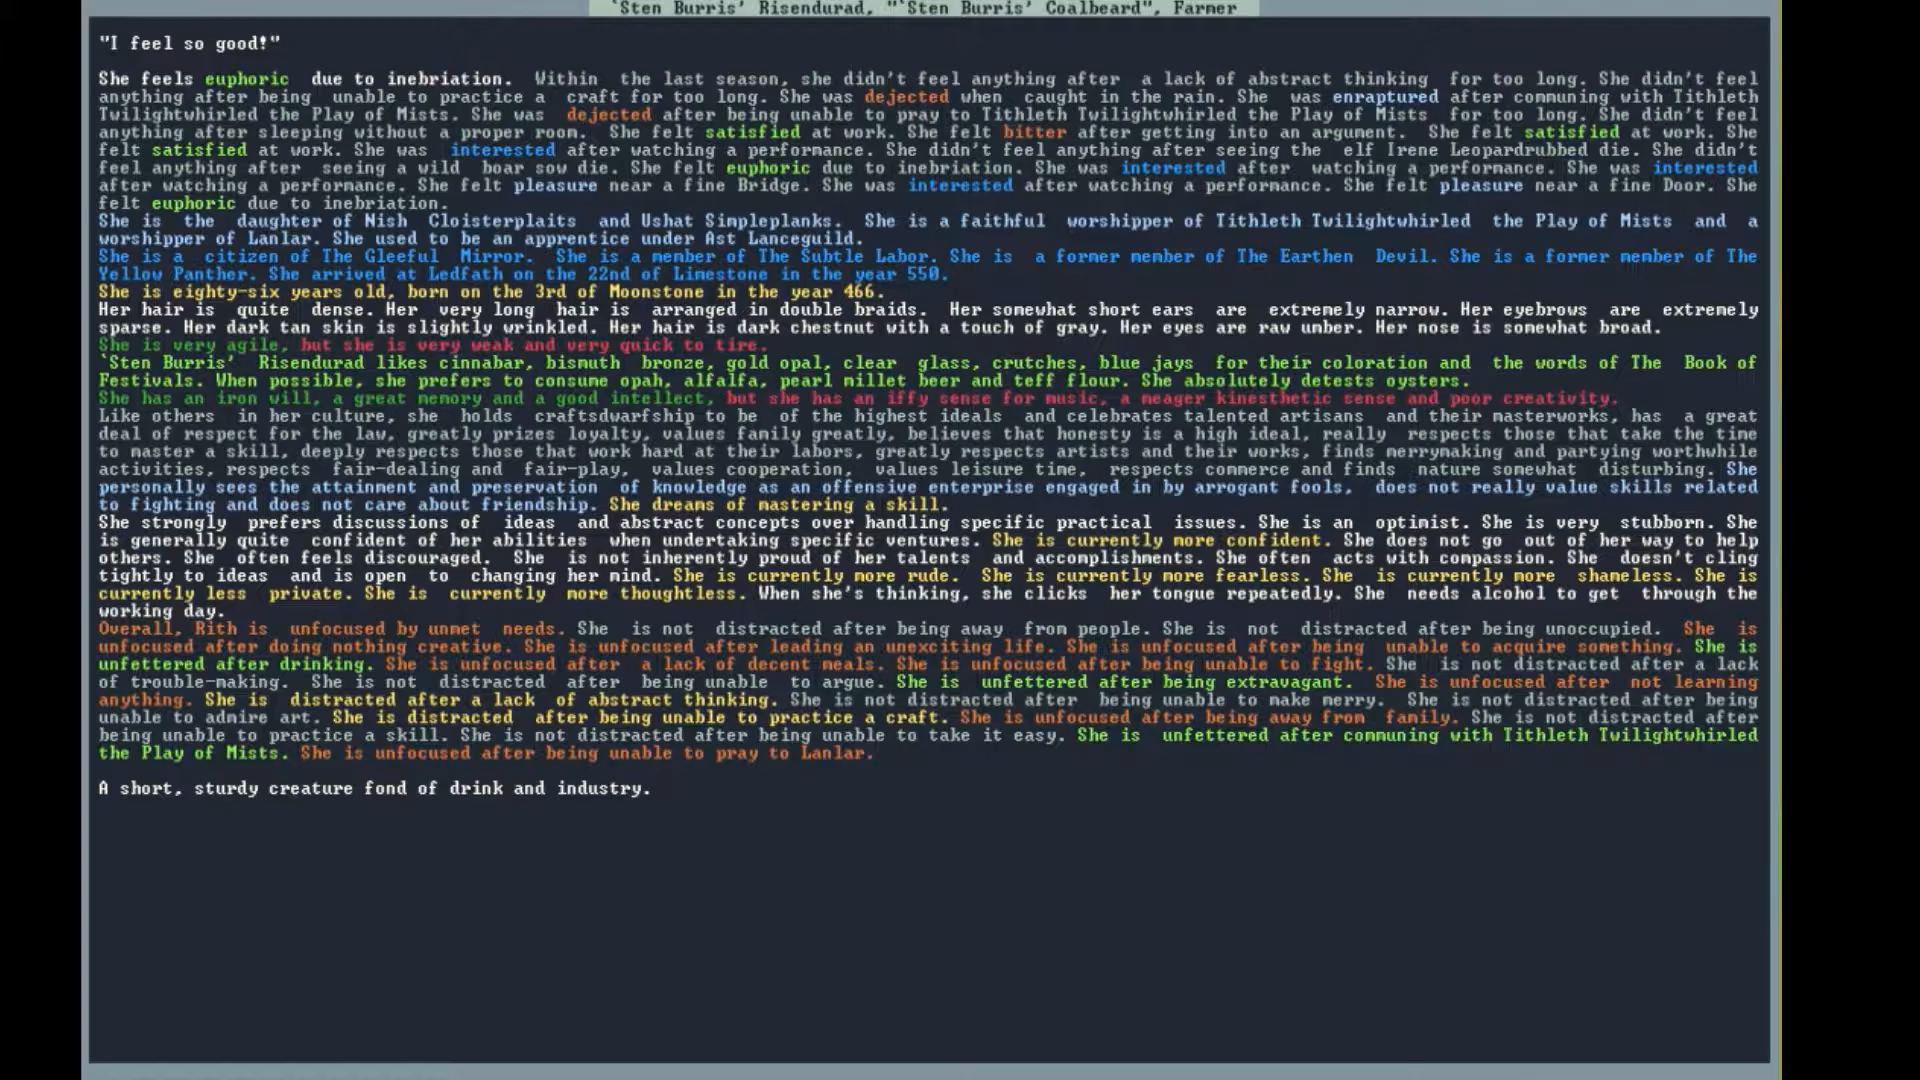 `Sten Burris' Risendurad, "`Sten Burris' Coalbeard", Farmer
"I feel so good!"
She feels euphoric due to inebriation. Within the last season, she didn't feel anything after a lack of abstract thinking for too long. She didn't feel
anything after being unable to practice a craft for too long. She was dejected when caught in the rain. She was enraptured after communing with Tithleth
Twilightwhirled the Play of Mists. She was dejected after being unable to pray to Tithleth Twilightwhirled the Play of Mists for too long. She didn't feel
anything after sleeping without a proper room. She felt satisfied at work. She felt bitter after getting into an argument. She felt satisfied at work. She
felt satisfied at work. She was interested after watching a performance. She didn't feel anything after seeing the elf Irene Leopardrubbed die. She didn't
feel anything after seeing a wild boar sow die. She felt euphoric due to inebriation. She was interested after watching a performance. She was interested
after watching a performance. She felt pleasure near a fine Bridge. She was interested after watching a performance. She felt pleasure near a fine Door. She
felt euphoric due to inebriation.
She is the daughter of Nish Cloisterplaits and Ushat Simpleplanks. She is a faithful worshipper of Tithleth Twilightwhirled the Play of Mists and a
worshipper of Lanlar. She used to be an apprentice under Ast Lanceguild.
She is a citizen of The Gleeful Mirror. She is a member of The Subtle Labor. She is a former member of The Earthen Devil. She is a former member of The
Yellow Panther. She arrived at Ledfath on the 22nd of Limestone in the year 550.
She is eighty-six years old, born on the 3rd of Moonstone in the year 466.
Her hair is quite dense. Her very long hair is arranged in double braids. Her somewhat short ears are extremely narrow. Her eyebrows are extremely
sparse. Her dark tan skin is slightly wrinkled. Her hair is dark chestnut with a touch of gray. Her eyes are raw umber. Her nose is somewhat broad.
She is very agile, but she is very weak and very quick to tire.
`Sten Burris' Risendurad likes cinnabar, bismuth bronze, gold opal, clear glass, crutches, blue jays for their coloration and the words of The Book of
Festivals. When possible, she prefers to consume opah, alfalfa, pearl millet beer and teff flour. She absolutely detests oysters.
She has an iron will, a great memory and a good intellect, but she has an iffy sense for music, a meager kinesthetic sense and poor creativity.
Like others in her culture, she holds craftsdwarfship to be of the highest ideals and celebrates talented artisans and their masterworks, has a great
deal of respect for the law, greatly prizes loyalty, values family greatly, believes that honesty is a high ideal, really respects those that take the time
to master a skill, deeply respects those that work hard at their labors, greatly respects artists and their works, finds merrymaking and partying worthwhile
activities, respects fair-dealing and fair-play, values cooperation, values leisure time, respects commerce and finds nature somewhat disturbing. She
personally sees the attainment and preservation of knowledge as an offensive enterprise engaged in by arrogant fools, does not really value skills related
to fighting and does not care about friendship. She dreams of mastering a skill.
She strongly prefers discussions of ideas and abstract concepts over handling specific practical issues. She is an optimist. She is very stubborn. She
is generally quite confident of her abilities when undertaking specific ventures. She is currently more confident. She does not go out of her way to help
others. She often feels discouraged. She is not inherently proud of her talents and accomplishments. She often acts with compassion. She doesn't cling
tightly to ideas and is open to changing her mind. She is currently more rude. She is currently more fearless. She is currently more shameless. She is
currently less private. She is currently more thoughtless. When she's thinking, she clicks her tongue repeatedly. She needs alcohol to get through the
working day.
Overall, Rith is unfocused by unmet needs. She is not distracted after being away from people. She is not distracted after being unoccupied. She is
unfocused after doing nothing creative. She is unfocused after leading an unexciting life. She is unfocused after being unable to acquire something. She is
unfettered after drinking. She is unfocused after a lack of decent meals. She is unfocused after being unable to fight. She is not distracted after a lack
of trouble-making. She is not distracted after being unable to argue. She is unfettered after being extravagant. She is unfocused after not learning
anything. She is distracted after a lack of abstract thinking. She is not distracted after being unable to make merry. She is not distracted after being
unable to admire art. She is distracted after being unable to practice a craft. She is unfocused after being away from family. She is not distracted after
being unable to practice a skill. She is not distracted after being unable to take it easy. She is unfettered after communing with Tithleth Twilightwhirled
the Play of Mists. She is unfocused after being unable to pray to Lanlar.
A short, sturdy creature fond of drink and industry.